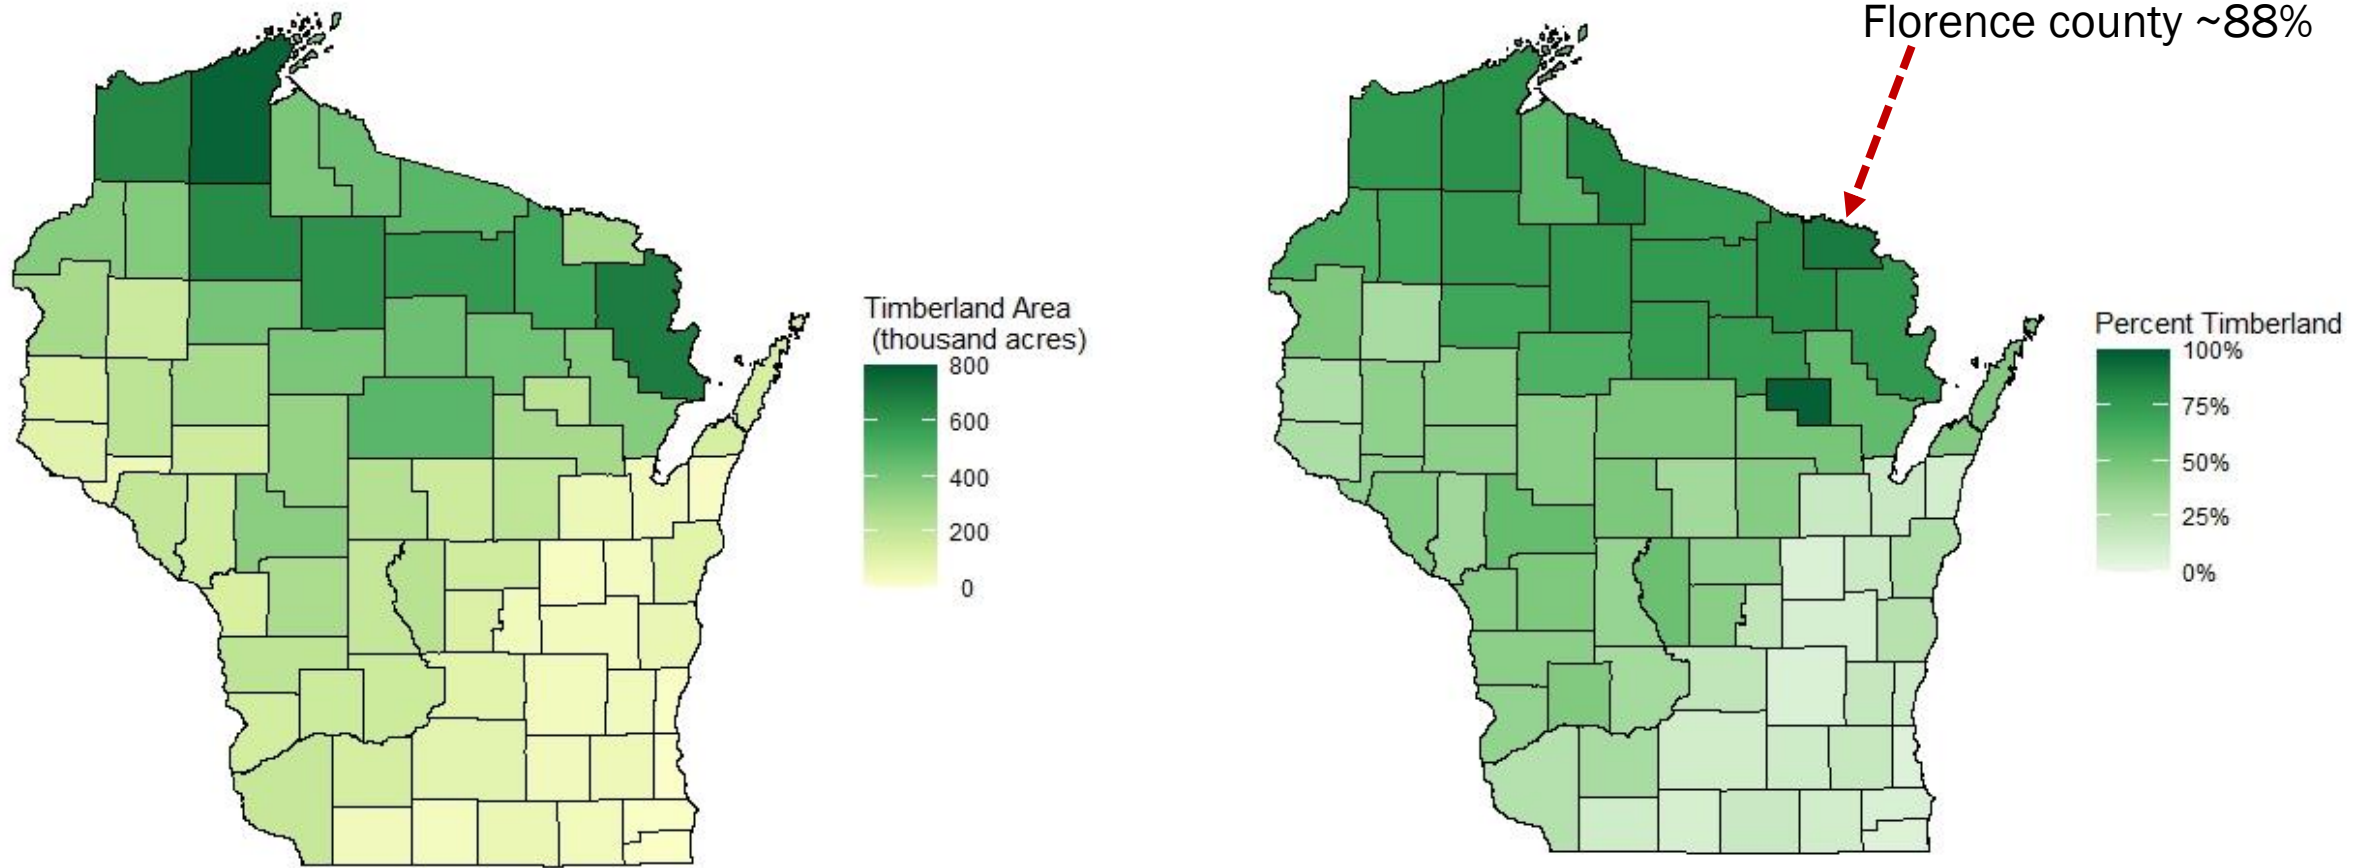 Florence county ~88%
Timberland Area
(thousand acres)
800
600
400
200
0
Percent Timberland
100%
75%
50%
25%
0%